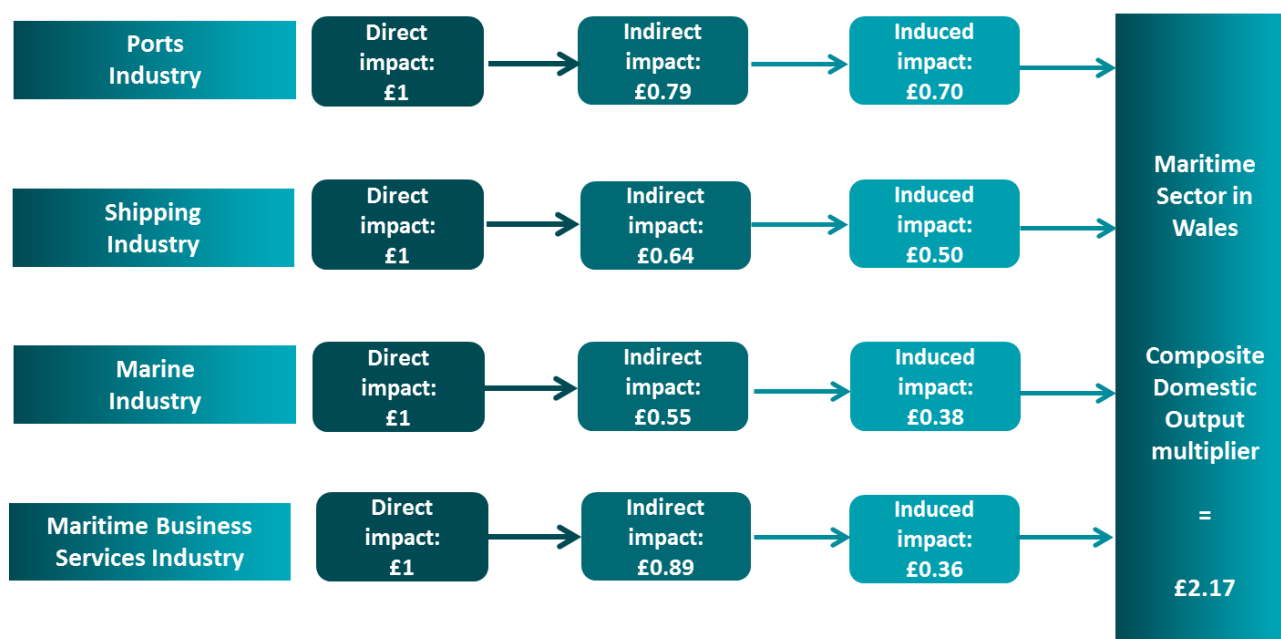 Ports
Industry
Direct
impact:
£1
Indirect
impact:
£0.79
Induced
impact:
£0.70
Shipping
Industry
Direct
impact:
£1
Indirect
impact:
£0.64
Induced
impact:
£0.50
Marine
Industry
Direct
impact:
£1
Indirect
impact:
£0.55
Induced
impact:
£0.38
Maritime Business
Services Industry
Direct
impact:
£1
Indirect
impact:
£0.89
Induced
impact:
£0.36
Maritime
Sector in
Wales
Composite
Domestic
Output
multiplier
=
£2.17